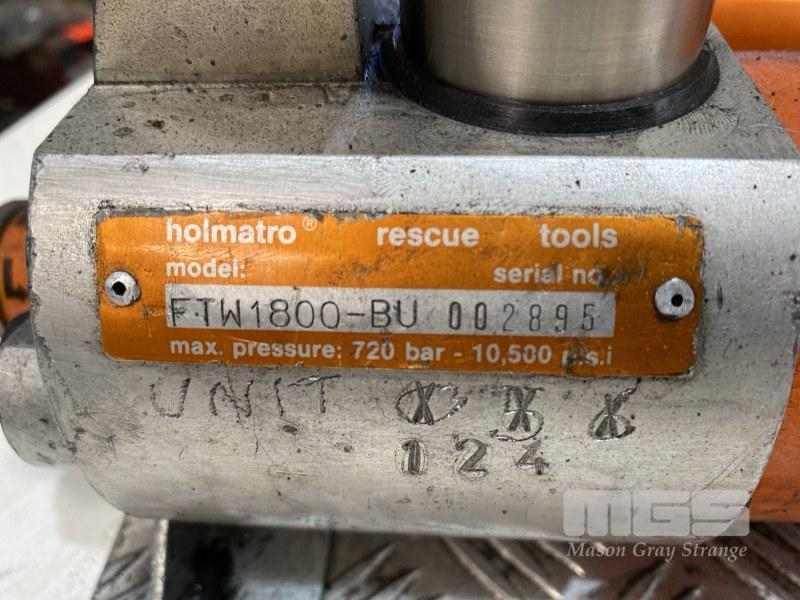 holmatro® rescue tools
model: serial no.
FTW1800-BU 002895
max. pressure: 720 bar - 10,500 p.s.i
UNIT
124
MGS
Mason Gray Strange